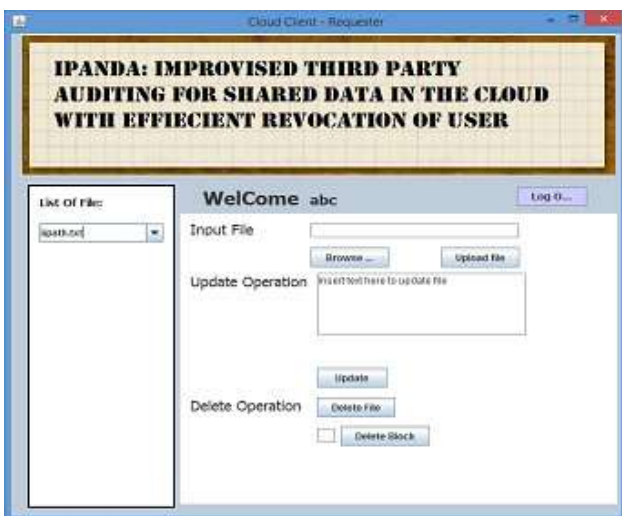 Cloud Client - Requester
IPANDA: IMPROVISED THIRD PARTY
AUDITING FOR SHARED DATA IN THE CLOUD
WITH EFFIECIENT REVOCATION OF USER
List Of File:
WelCome abc
Log O...
Input File
Browse ...
Upload file
Update Operation
Insert text here to update file
Update
Delete Operation
Delete File
Delete Block